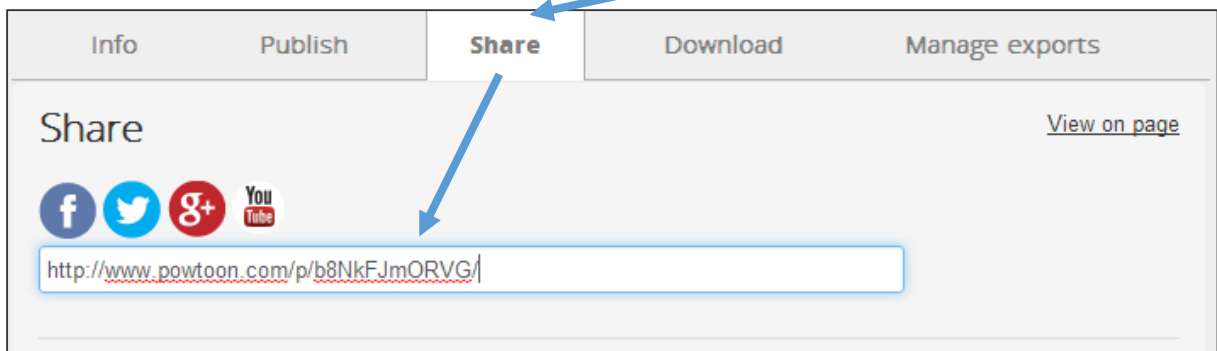 Info Publish Share Download Manage exports
Share View on page
f g+ You Tube
http://www.powtoon.com/p/b8NkFJmORVG/